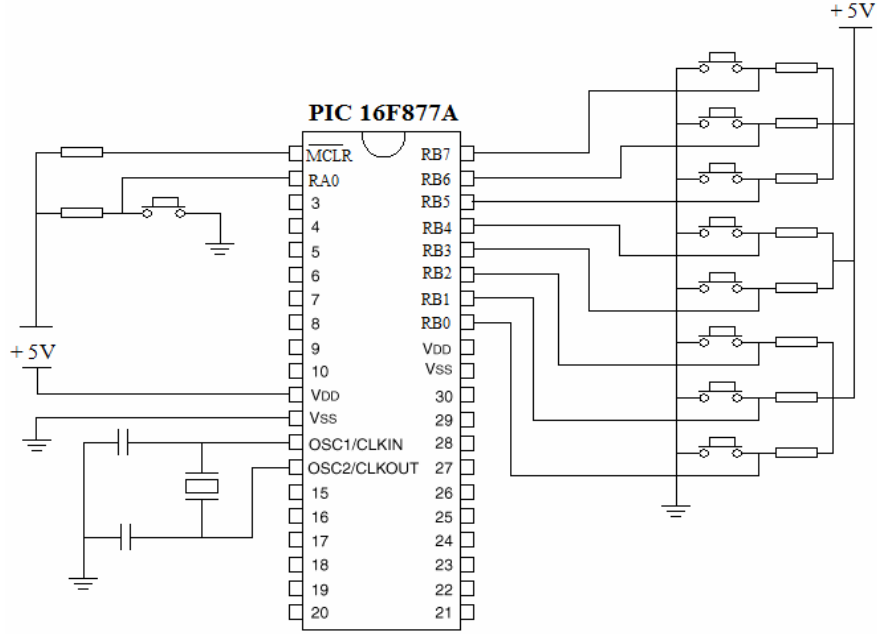 +5V
PIC 16F877A
MCLR RB7
RA0 RB6
3 RB5
4 RB4
5 RB3
6 RB2
7 RB1
8 RB0
+5V
9 VDD
10 VSS
VDD 30
VSS 29
OSC1/CLKIN 28
OSC2/CLKOUT 27
15 26
16 25
17 24
18 23
19 22
20 21